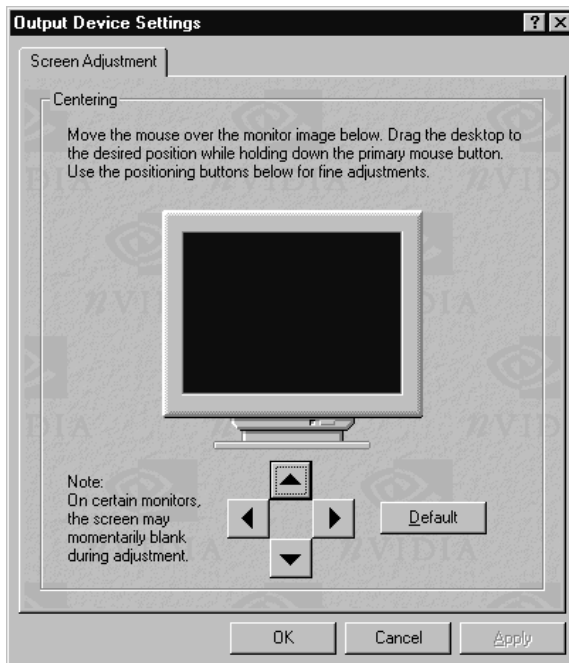 Output Device Settings
Screen Adjustment
Centering
Move the mouse over the monitor image below. Drag the desktop to
the desired position while holding down the primary mouse button.
Use the positioning buttons below for fine adjustments.
Note:
On certain monitors,
the screen may
momentarily blank
during adjustment.
Default
OK
Cancel
Apply